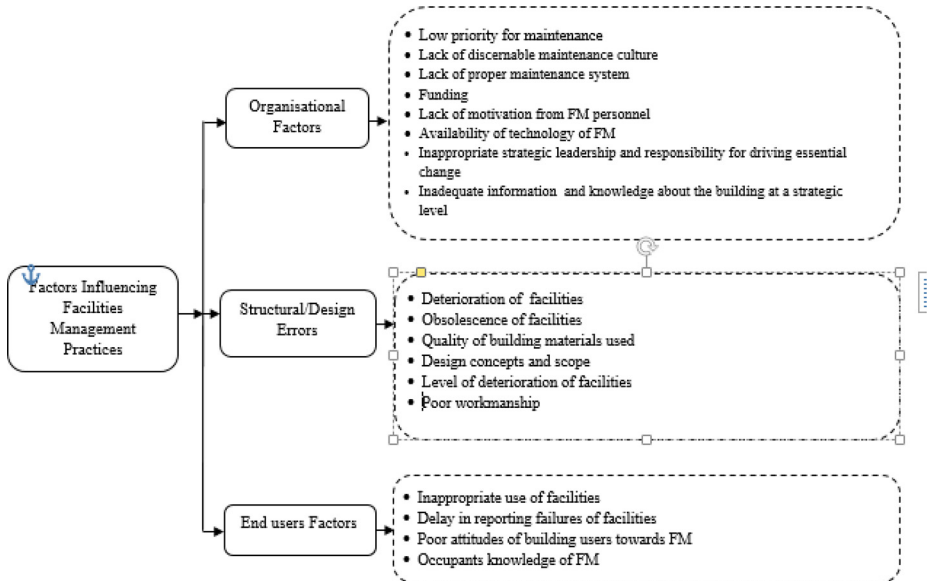 Factors Influencing
Facilities
Management
Practices
Organisational
Factors
• Low priority for maintenance
• Lack of discernable maintenance culture
• Lack of proper maintenance system
• Funding
• Lack of motivation from FM personnel
• Availability of technology of FM
• Inappropriate strategic leadership and responsibility for driving essential
change
• Inadequate information and knowledge about the building at a strategic
level
Structural/Design
Errors
• Deterioration of facilities
• Obsolescence of facilities
• Quality of building materials used
• Design concepts and scope
• Level of deterioration of facilities
• Poor workmanship
End users Factors
• Inappropriate use of facilities
• Delay in reporting failures of facilities
• Poor attitudes of building users towards FM
• Occupants knowledge of FM